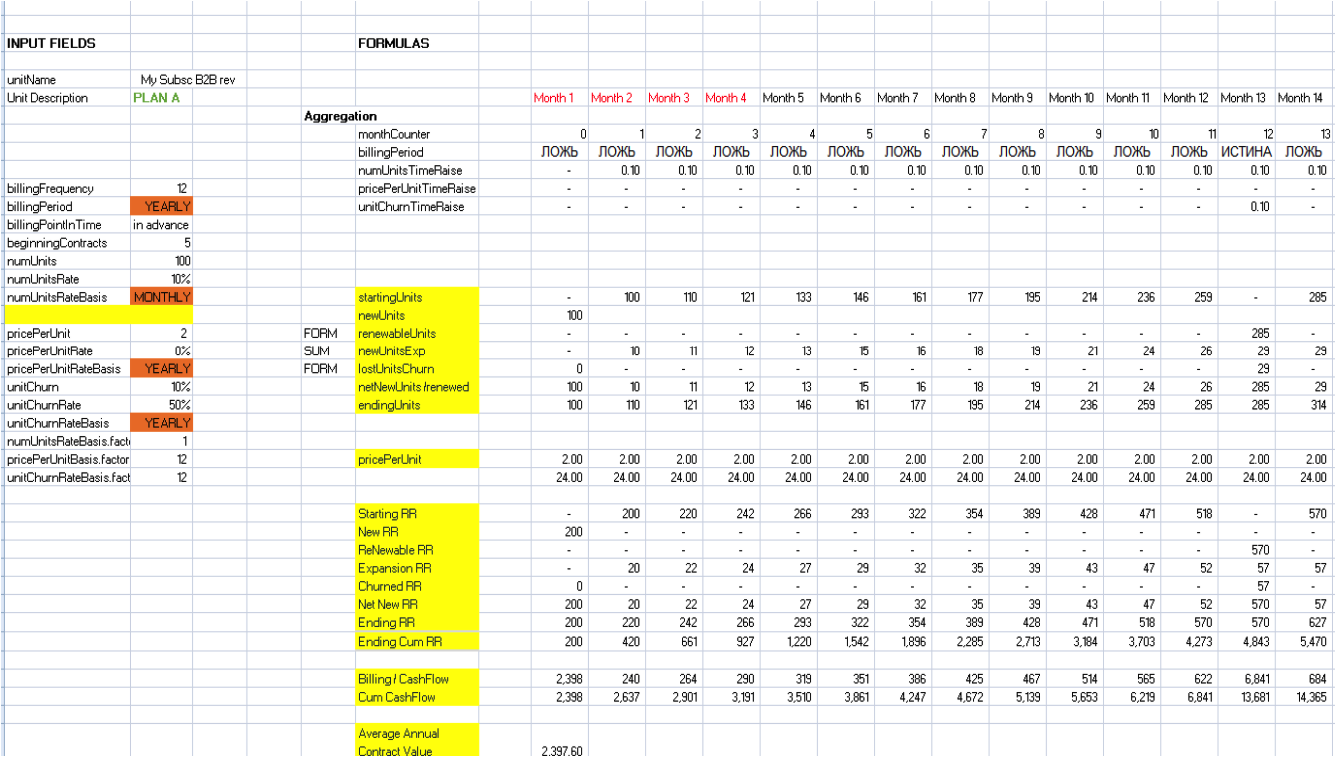 INPUT FIELDS FORMULAS
unitName My Subsc B2B rev
Unit Description PLAN A Month 1 Month 2 Month 3 Month 4 Month 5 Month 6 Month 7 Month 8 Month 9 Month 10 Month 11 Month 12 Month 13 Month 14
Aggregation
monthCounter 0 1 2 3 4 5 6 7 8 9 10 11 12 13
billingPeriod ЛОЖЬ ЛОЖЬ ЛОЖЬ ЛОЖЬ ЛОЖЬ ЛОЖЬ ЛОЖЬ ЛОЖЬ ЛОЖЬ ЛОЖЬ ЛОЖЬ ЛОЖЬ ИСТИНА ЛОЖЬ
numUnitsTimeRaise - 0.10 0.10 0.10 0.10 0.10 0.10 0.10 0.10 0.10 0.10 0.10 0.10 0.10
billingFrequency 12 pricePerUnitTimeRaise - - - - - - - - - - - - - -
billingPeriod YEARLY unitChurnTimeRaise - - - - - - - - - - - - 0.10 -
billingPointInTime in advance
beginningContracts 5
numUnits 100
numUnitsRate 10%
numUnitsRateBasis MONTHLY startingUnits - 100 110 121 133 146 161 177 195 214 236 259 - 285
newUnits 100
pricePerUnit 2 FORM renewableUnits - - - - - - - - - - - - 285 -
pricePerUnitRate 0% SUM newUnitsExp - 10 11 12 13 15 16 18 19 21 24 26 29 29
pricePerUnitRateBasis YEARLY FORM lostUnitsChurn 0 - - - - - - - - - - - 29 -
unitChurn 10% netNewUnits /renewed 100 10 11 12 13 15 16 18 19 21 24 26 285 29
unitChurnRate 50% endingUnits 100 110 121 133 146 161 177 195 214 236 259 285 285 314
unitChurnRateBasis YEARLY
numUnitsRateBasis.facto 1
pricePerUnitBasis.factor 12 pricePerUnit 2.00 2.00 2.00 2.00 2.00 2.00 2.00 2.00 2.00 2.00 2.00 2.00 2.00 2.00
unitChurnRateBasis.fact 12 24.00 24.00 24.00 24.00 24.00 24.00 24.00 24.00 24.00 24.00 24.00 24.00 24.00 24.00
Starting RR - 200 220 242 266 293 322 354 389 428 471 518 - 570
New RR 200 - - - - - - - - - - - - -
ReNewable RR - - - - - - - - - - - - 570 -
Expansion RR - 20 22 24 27 29 32 35 39 43 47 52 57 57
Churned RR 0 - - - - - - - - - - - 57 -
Net New RR 200 20 22 24 27 29 32 35 39 43 47 52 570 57
Ending RR 200 220 242 266 293 322 354 389 428 471 518 570 570 627
Ending Cum RR 200 420 661 927 1,220 1,542 1,896 2,285 2,713 3,184 3,703 4,273 4,843 5,470
Billing / CashFlow 2,398 240 264 290 319 351 386 425 467 514 565 622 6,841 684
Cum CashFlow 2,398 2,637 2,901 3,191 3,510 3,861 4,247 4,672 5,139 5,653 6,219 6,841 13,681 14,365
Average Annual
Contract Value 2,397.60